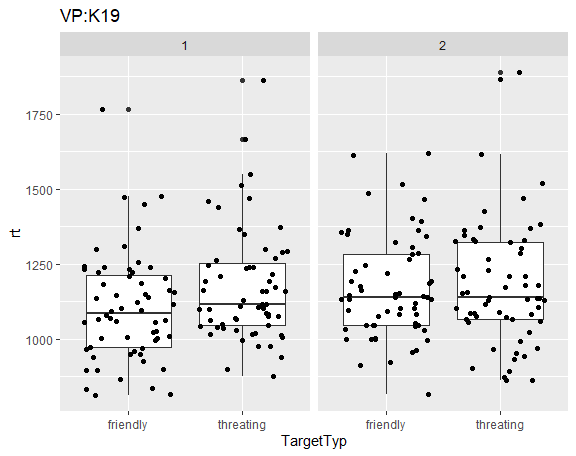 VP:K19
1 2
1750
1500
1250
1000
rt
friendly threating friendly threating
TargetTyp